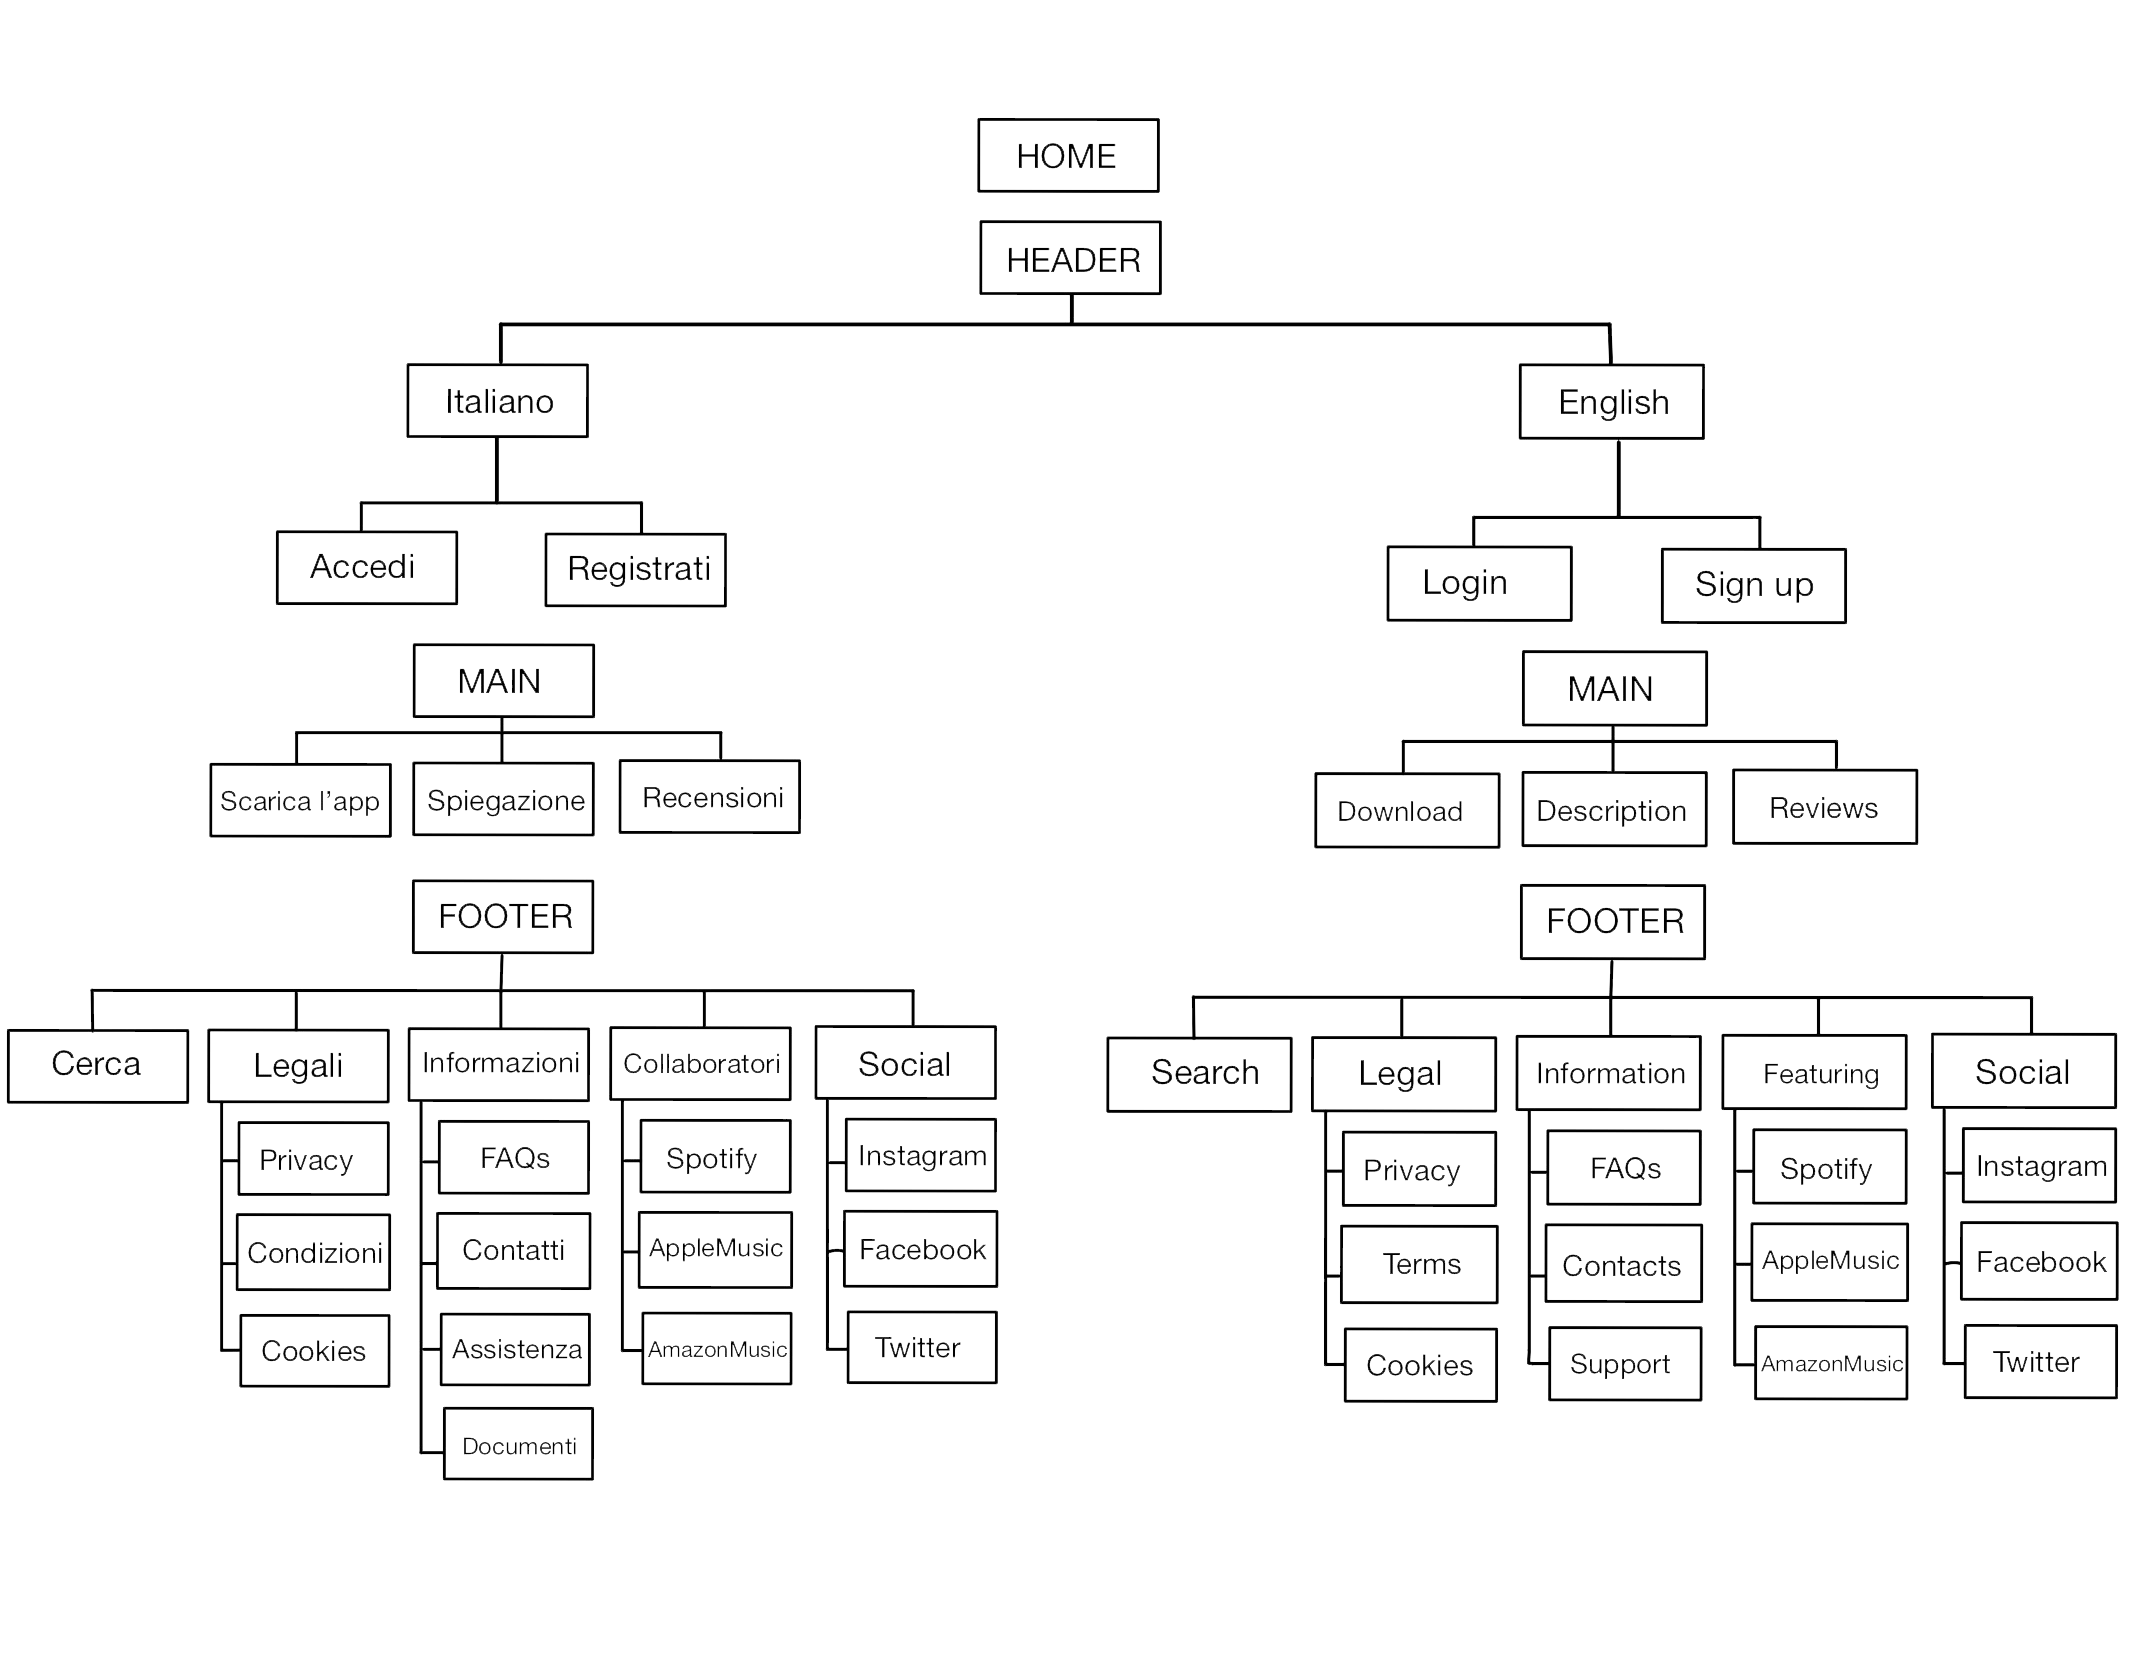 HOME
HEADER
Italiano
English
Accedi
Registrati
Login
Sign up
MAIN
MAIN
Scarica l’app
Spiegazione
Recensioni
Download
Description
Reviews
FOOTER
FOOTER
Cerca
Legali
Informazioni
Collaboratori
Social
Search
Legal
Information
Featuring
Social
Privacy
FAQs
Spotify
Instagram
Privacy
FAQs
Spotify
Instagram
Condizioni
Contatti
AppleMusic
Facebook
Terms
Contacts
AppleMusic
Facebook
Cookies
Assistenza
AmazonMusic
Twitter
Cookies
Support
AmazonMusic
Twitter
Documenti